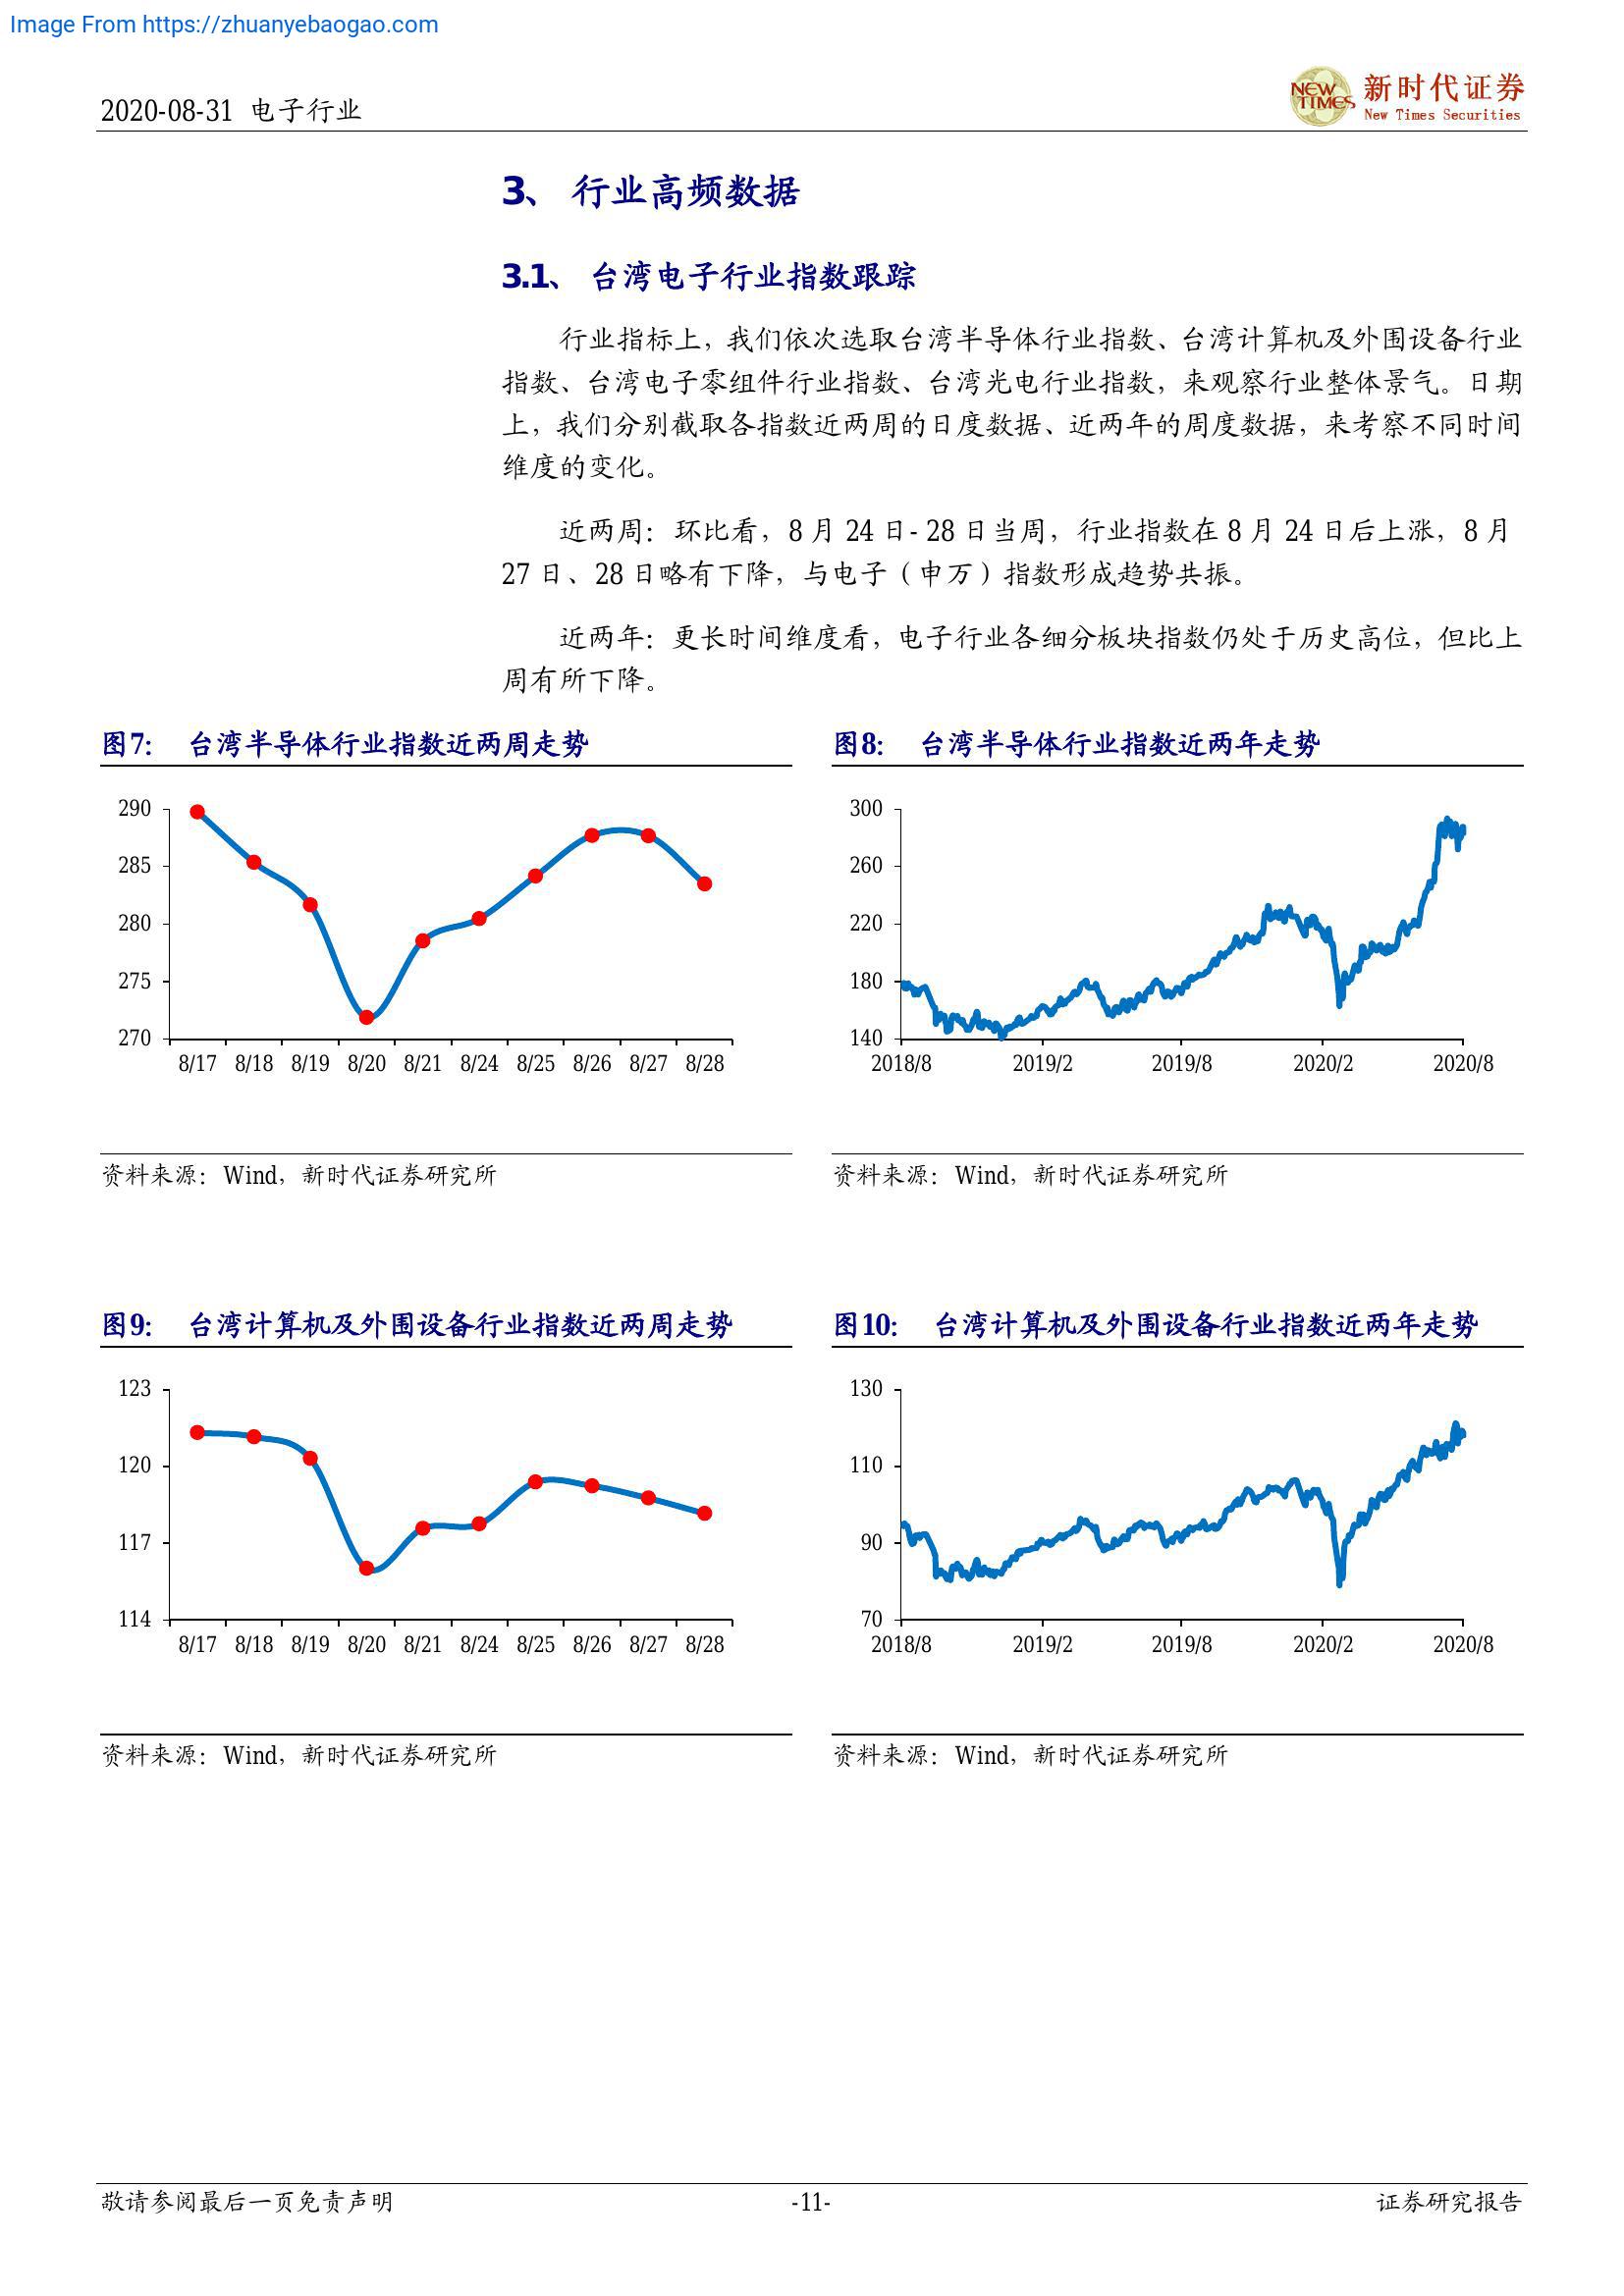 Image From https://zhuanyebaogao.com
2020-08-31 电子行业
NEW TIMES
新时代证券
New Times Securities
3、 行业高频数据
3.1、 台湾电子行业指数跟踪
行业指标上，我们依次选取台湾半导体行业指数、台湾计算机及外围设备行业
指数、台湾电子零组件行业指数、台湾光电行业指数，来观察行业整体景气。日期
上，我们分别截取各指数近两周的日度数据、近两年的周度数据，来考察不同时间
维度的变化。
近两周：环比看，8 月 24 日- 28 日当周，行业指数在 8 月 24 日后上涨，8 月
27 日、28 日略有下降，与电子（申万）指数形成趋势共振。
近两年：更长时间维度看，电子行业各细分板块指数仍处于历史高位，但比上
周有所下降。
图7： 台湾半导体行业指数近两周走势
290
285
280
275
270
8/17 8/18 8/19 8/20 8/21 8/24 8/25 8/26 8/27 8/28
资料来源：Wind，新时代证券研究所
图8： 台湾半导体行业指数近两年走势
300
260
220
180
140
2018/8 2019/2 2019/8 2020/2 2020/8
资料来源：Wind，新时代证券研究所
图9： 台湾计算机及外围设备行业指数近两周走势
123
120
117
114
8/17 8/18 8/19 8/20 8/21 8/24 8/25 8/26 8/27 8/28
资料来源：Wind，新时代证券研究所
图10： 台湾计算机及外围设备行业指数近两年走势
130
110
90
70
2018/8 2019/2 2019/8 2020/2 2020/8
资料来源：Wind，新时代证券研究所
敬请参阅最后一页免责声明 -11- 证券研究报告